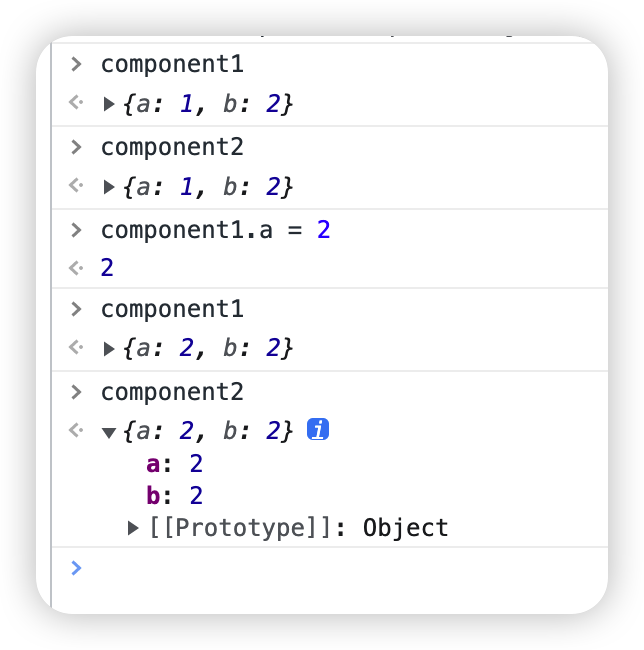 component1
{a: 1, b: 2}
component2
{a: 1, b: 2}
component1.a = 2
2
component1
{a: 2, b: 2}
component2
{a: 2, b: 2} i
a: 2
b: 2
[[Prototype]]: Object